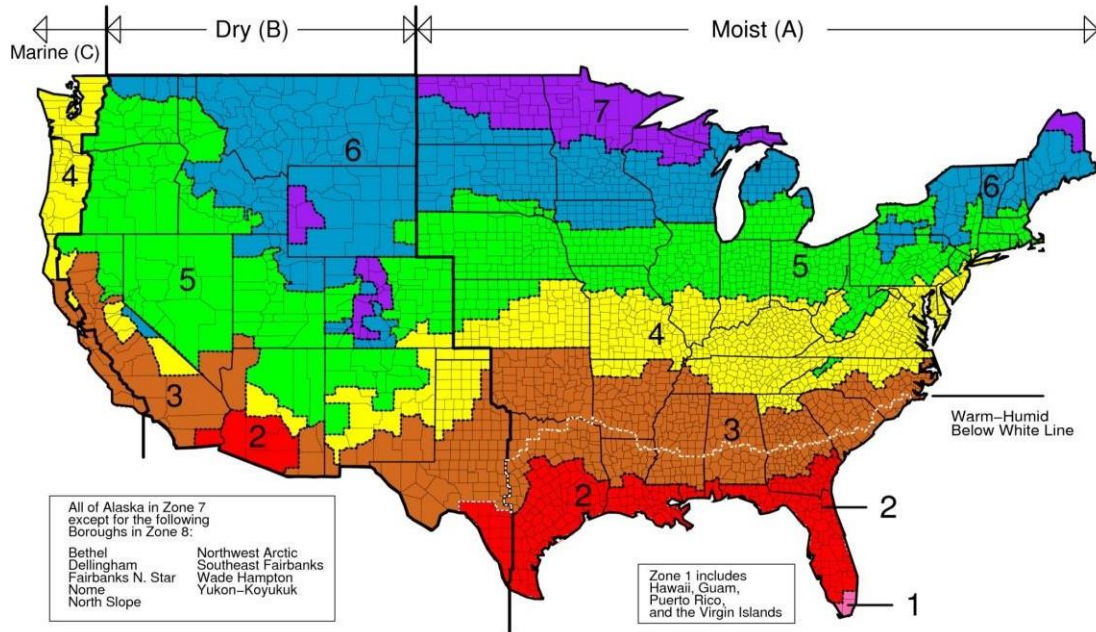 Marine (C)
Dry (B)
Moist (A)
7
6
6
4
5
5
4
3
3
2
2
Warm-Humid
Below White Line
2
1
All of Alaska in Zone 7
except for the following
Boroughs in Zone 8:
Bethel
Dellingham
Fairbanks N. Star
Nome
North Slope
Northwest Arctic
Southeast Fairbanks
Wade Hampton
Yukon-Koyukuk
Zone 1 includes
Hawaii, Guam,
Puerto Rico,
and the Virgin Islands